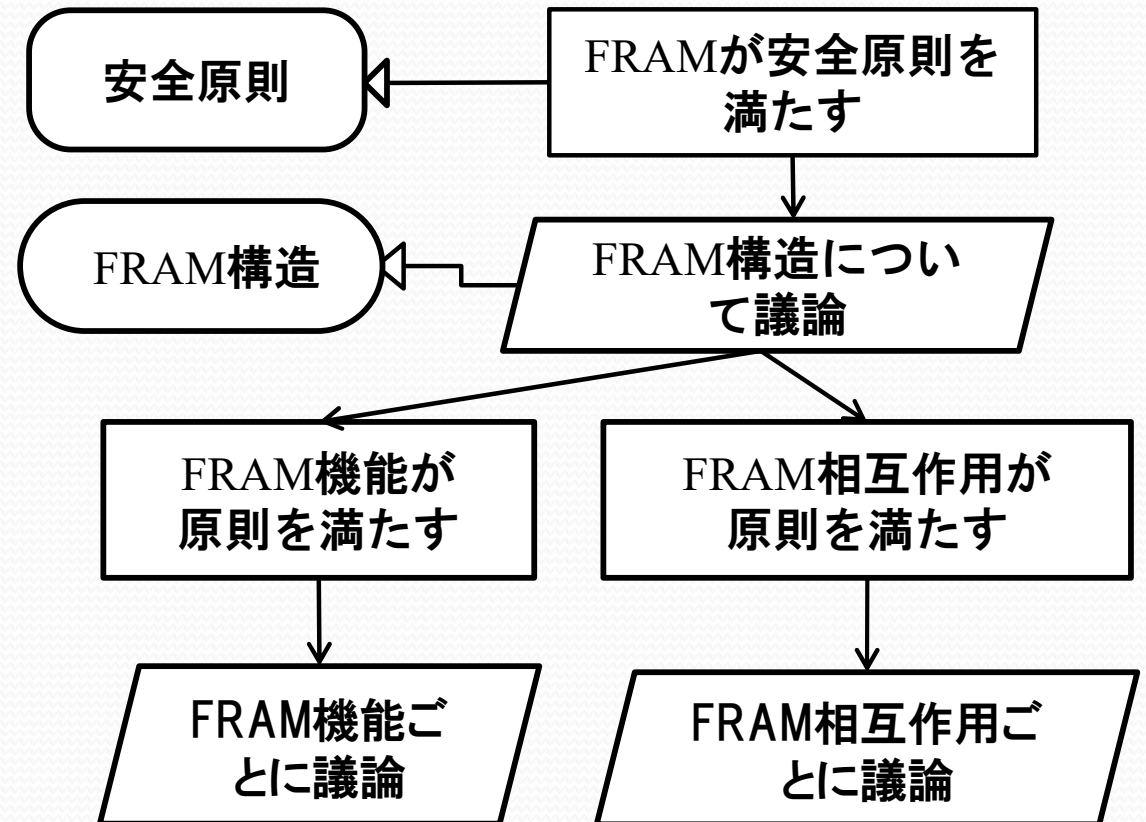 安全原則
FRAMが安全原則を
満たす
FRAM構造
FRAM構造につい
て議論
FRAM機能が
原則を満たす
FRAM相互作用が
原則を満たす
FRAM機能ご
とに議論
FRAM相互作用ご
とに議論